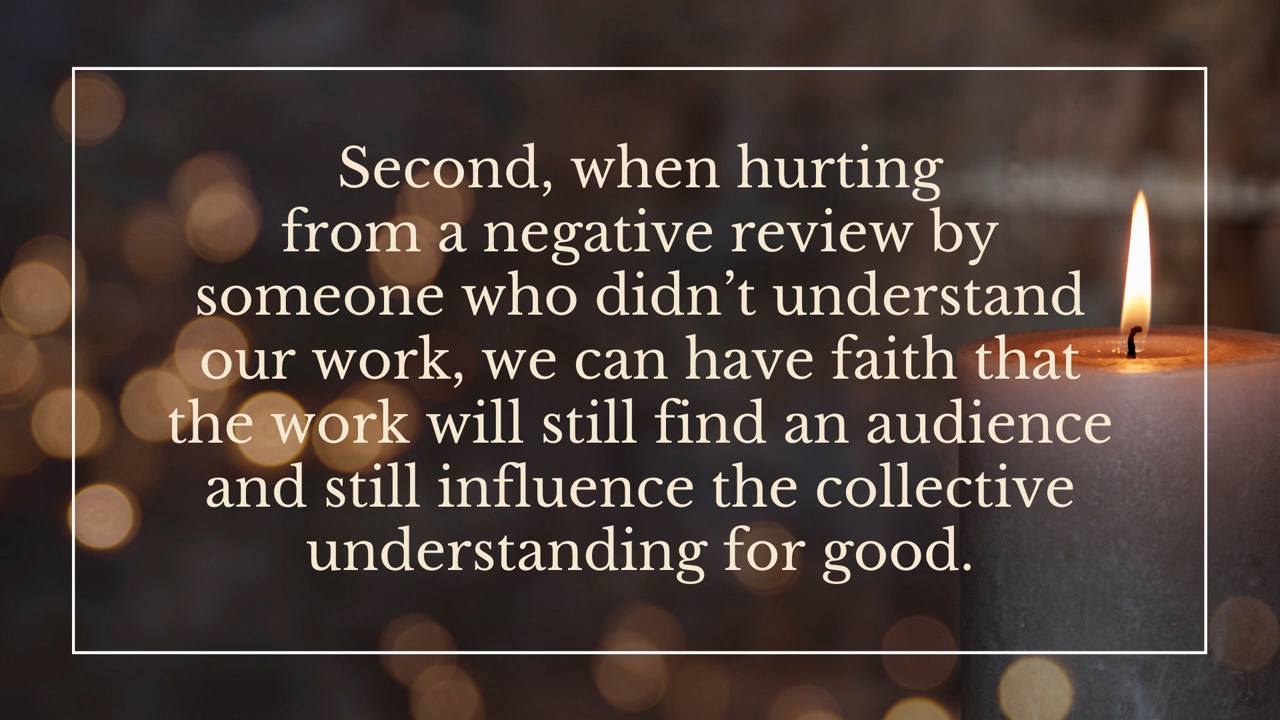 Second, when hurting
from a negative review by
someone who didn’t understand
our work, we can have faith that
the work will still find an audience
and still influence the collective
understanding for good.